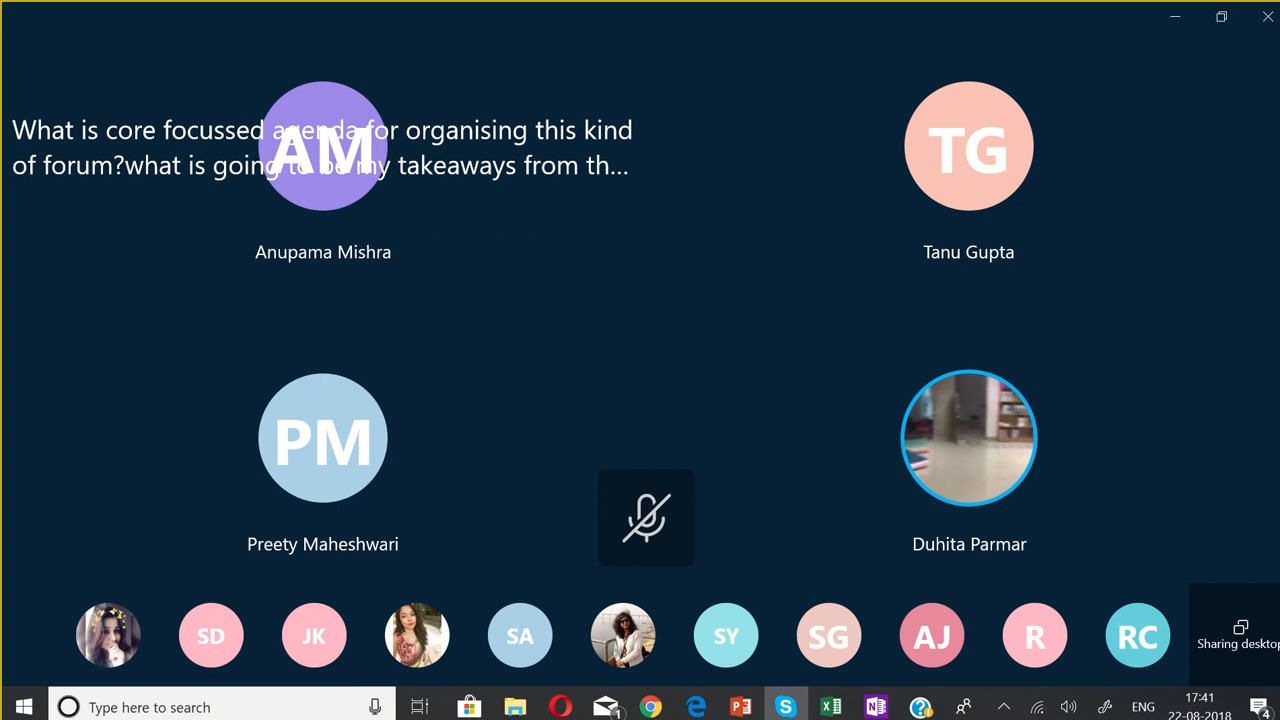 What is core focussed agenda for organising this kind
of forum?what is going to be my takeaways from th...
AM
TG
Anupama Mishra
Tanu Gupta
PM
Preety Maheshwari
Duhita Parmar
SD
JK
SA
SY
SG
AJ
R
RC
Sharing desktop
Type here to search
1
ENG
17:41
22-08-2018
4